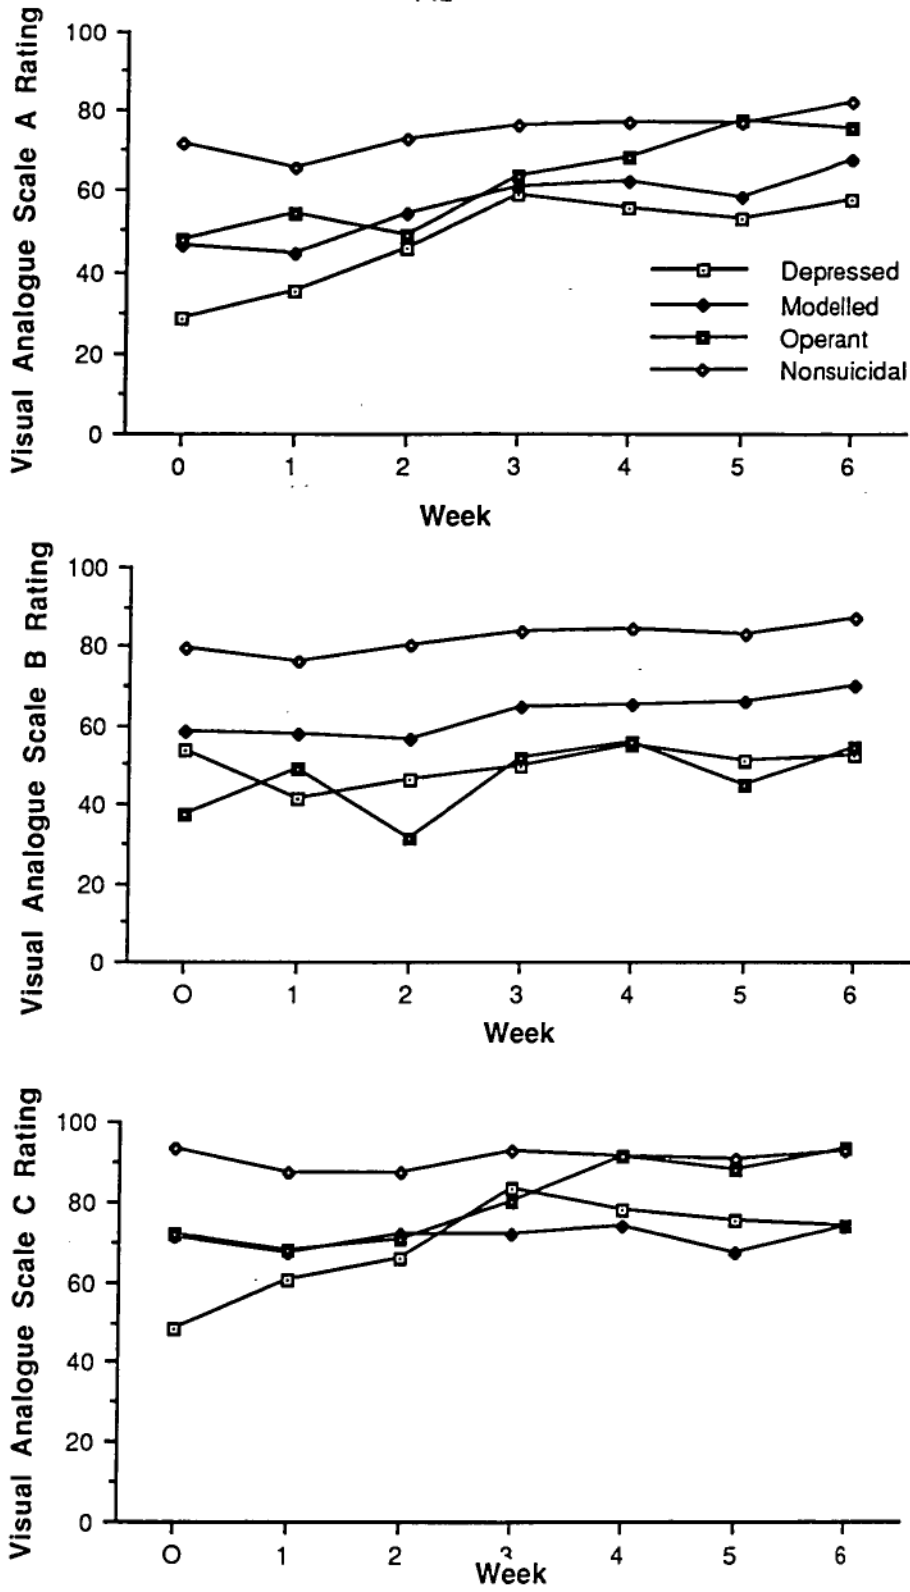 Visual Analogue Scale A Rating
100
80
60
40
20
0
Depressed
Modelled
Operant
Nonsuicidal
0 1 2 3 4 5 6
Week
Visual Analogue Scale B Rating
100
80
60
40
20
0
O 1 2 3 4 5 6
Week
Visual Analogue Scale C Rating
100
80
60
40
20
0
O 1 2 3 4 5 6
Week